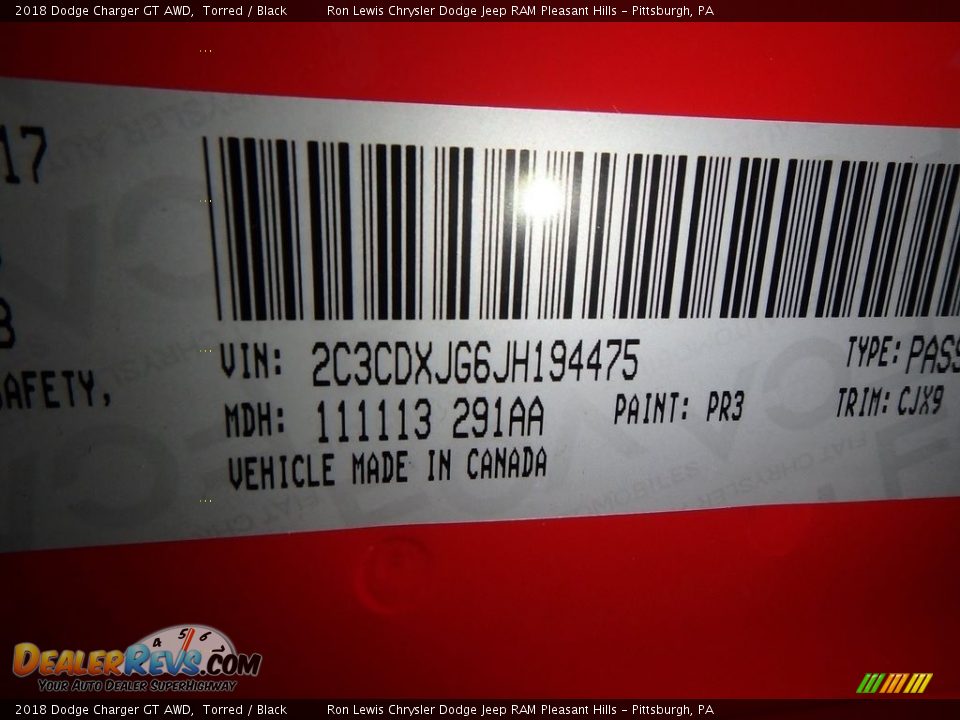 2018 Dodge Charger GT AWD, Torred / Black Ron Lewis Chrysler Dodge Jeep RAM Pleasant Hills - Pittsburgh, PA
17
VIN: 2C3CDXJG6JH194475 TYPE: PASS
SAFETY,
MDH: 111113 291AA PAINT: PR3 TRIM: CJX9
VEHICLE MADE IN CANADA
4 5 6
DEALERREVS.COM
YOUR AUTO DEALER SUPERHIGHWAY
2018 Dodge Charger GT AWD, Torred / Black Ron Lewis Chrysler Dodge Jeep RAM Pleasant Hills - Pittsburgh, PA